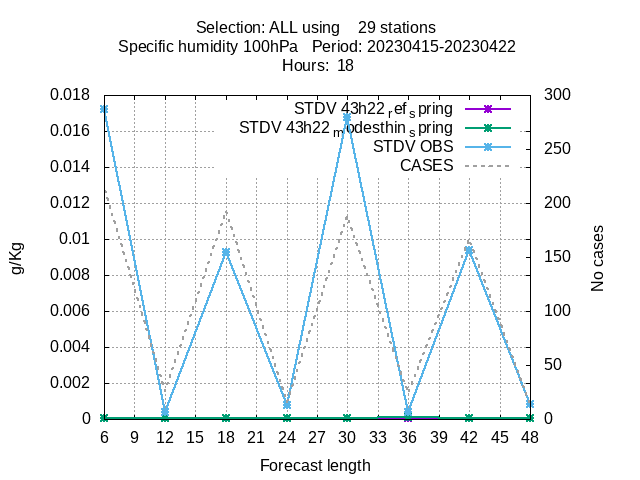 Selection: ALL using    29 stations
Specific humidity 100hPa   Period: 20230415-20230422
Hours:  18
STDV 43h22 ref spring
STDV 43h22 modesthin spring
STDV OBS
CASES
0.018
0.016
0.014
0.012
0.01
0.008
0.006
0.004
0.002
0
300
250
200
150
100
50
0
g/Kg
No cases
6 9 12 15 18 21 24 27 30 33 36 39 42 45 48
Forecast length